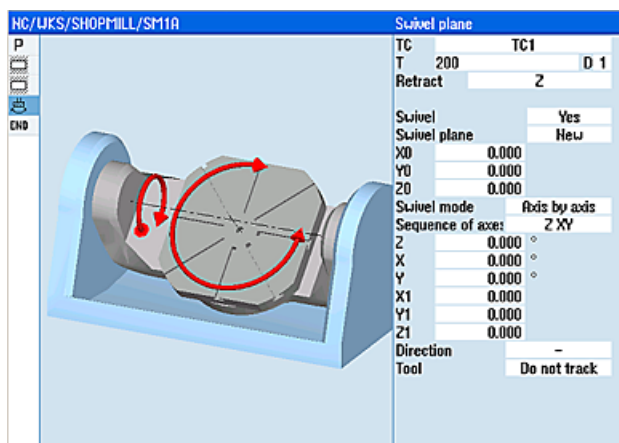 NC/WKS/SHOPMILL/SM1A
Swivel plane
P
END
TC TC1
T 200 D 1
Retract Z
Swivel Yes
Swivel plane New
X0 0.000
Y0 0.000
Z0 0.000
Swivel mode Axis by axis
Sequence of axes Z XY
Z 0.000 °
X 0.000 °
Y 0.000 °
X1 0.000
Y1 0.000
Z1 0.000
Direction -
Tool Do not track